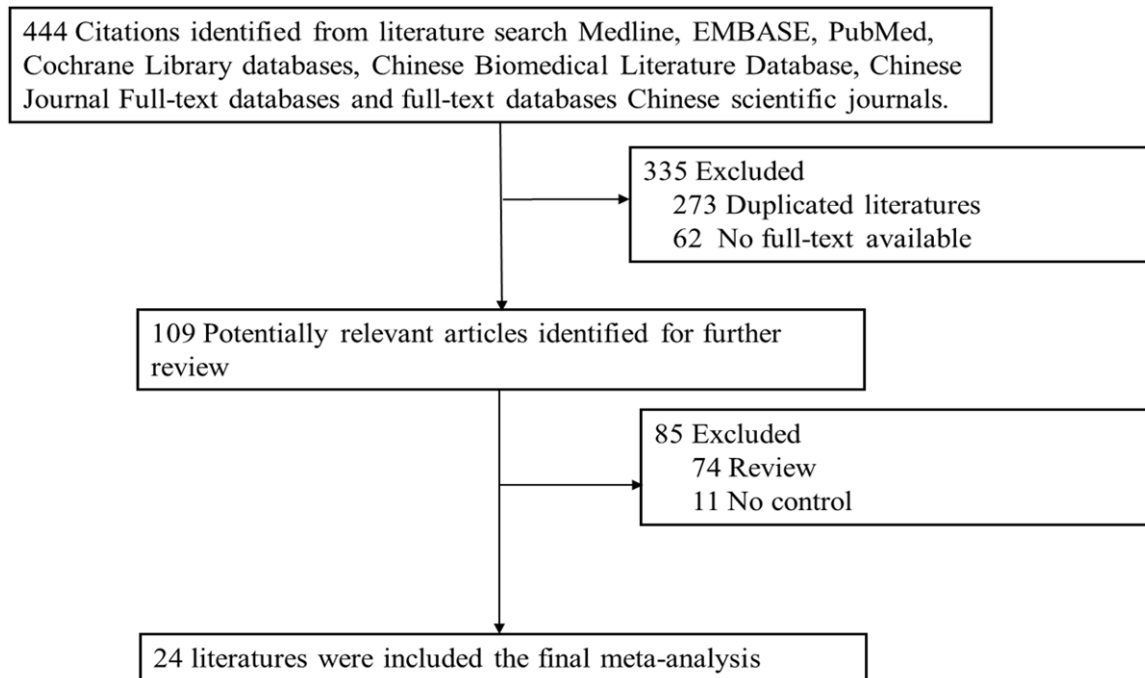 444 Citations identified from literature search Medline, EMBASE, PubMed,
Cochrane Library databases, Chinese Biomedical Literature Database, Chinese
Journal Full-text databases and full-text databases Chinese scientific journals.
335 Excluded
273 Duplicated literatures
62 No full-text available
109 Potentially relevant articles identified for further
review
85 Excluded
74 Review
11 No control
24 literatures were included the final meta-analysis